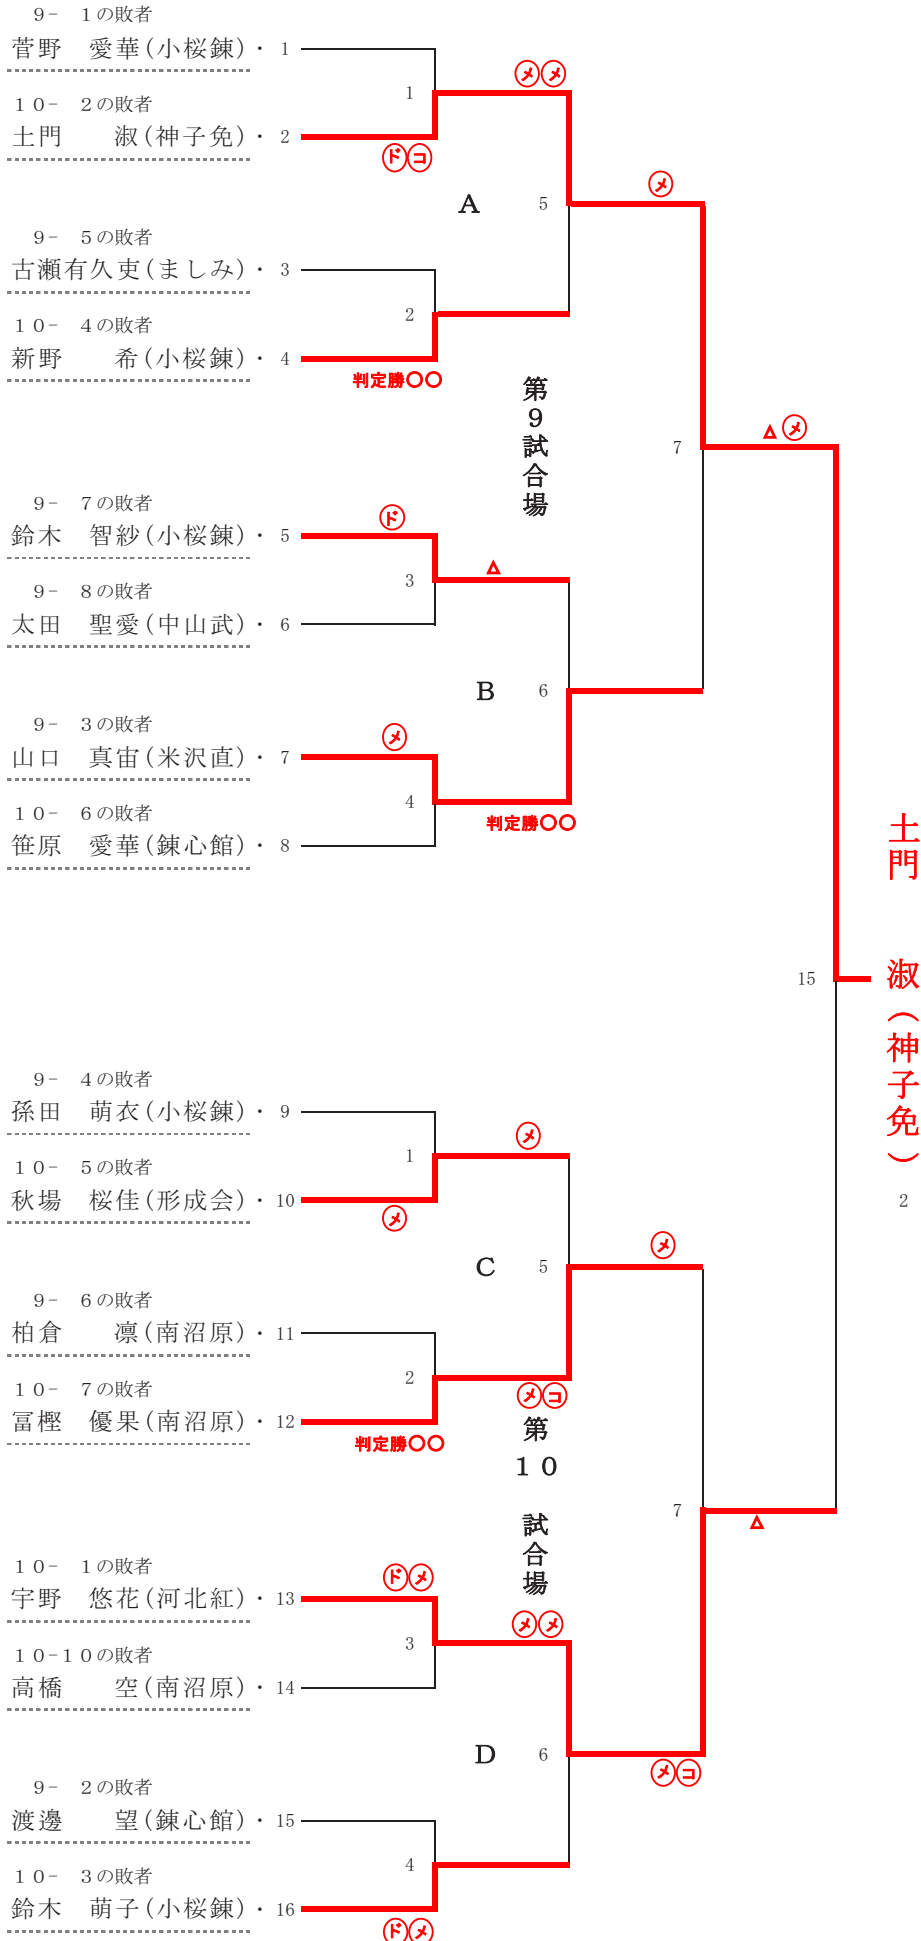 9-　1の敗者
菅野　愛華(小桜錬)・ 1
10-　2の敗者
土門　　淑(神子免)・ 2
9-　5の敗者
古瀬有久吏(ましみ)・ 3
10-　4の敗者
新野　　希(小桜錬)・ 4
9-　7の敗者
鈴木　智紗(小桜錬)・ 5
9-　8の敗者
太田　聖愛(中山武)・ 6
9-　3の敗者
山口　真宙(米沢直)・ 7
10-　6の敗者
笹原　愛華(錬心館)・ 8
9-　4の敗者
孫田　萌衣(小桜錬)・ 9
10-　5の敗者
秋場　桜佳(形成会)・ 10
9-　6の敗者
柏倉　　凛(南沼原)・ 11
10-　7の敗者
冨樫　優果(南沼原)・ 12
10-　1の敗者
宇野　悠花(河北紅)・ 13
10-10の敗者
高橋　　空(南沼原)・ 14
9-　2の敗者
渡邊　　望(錬心館)・ 15
10-　3の敗者
鈴木　萌子(小桜錬)・ 16
1
ドコ
2
判定勝〇〇
3
ド
4
メ
1
メ
2
判定勝〇〇
3
ドメ
4
ドメ
メメ
A
5
第9試合場
△
B
6
判定勝〇〇
メ
C
5
メコ
第10試合場
メメ
D
6
メ
7
メ
7
メコ
△メ
△
15
土門　淑(神子免)
2